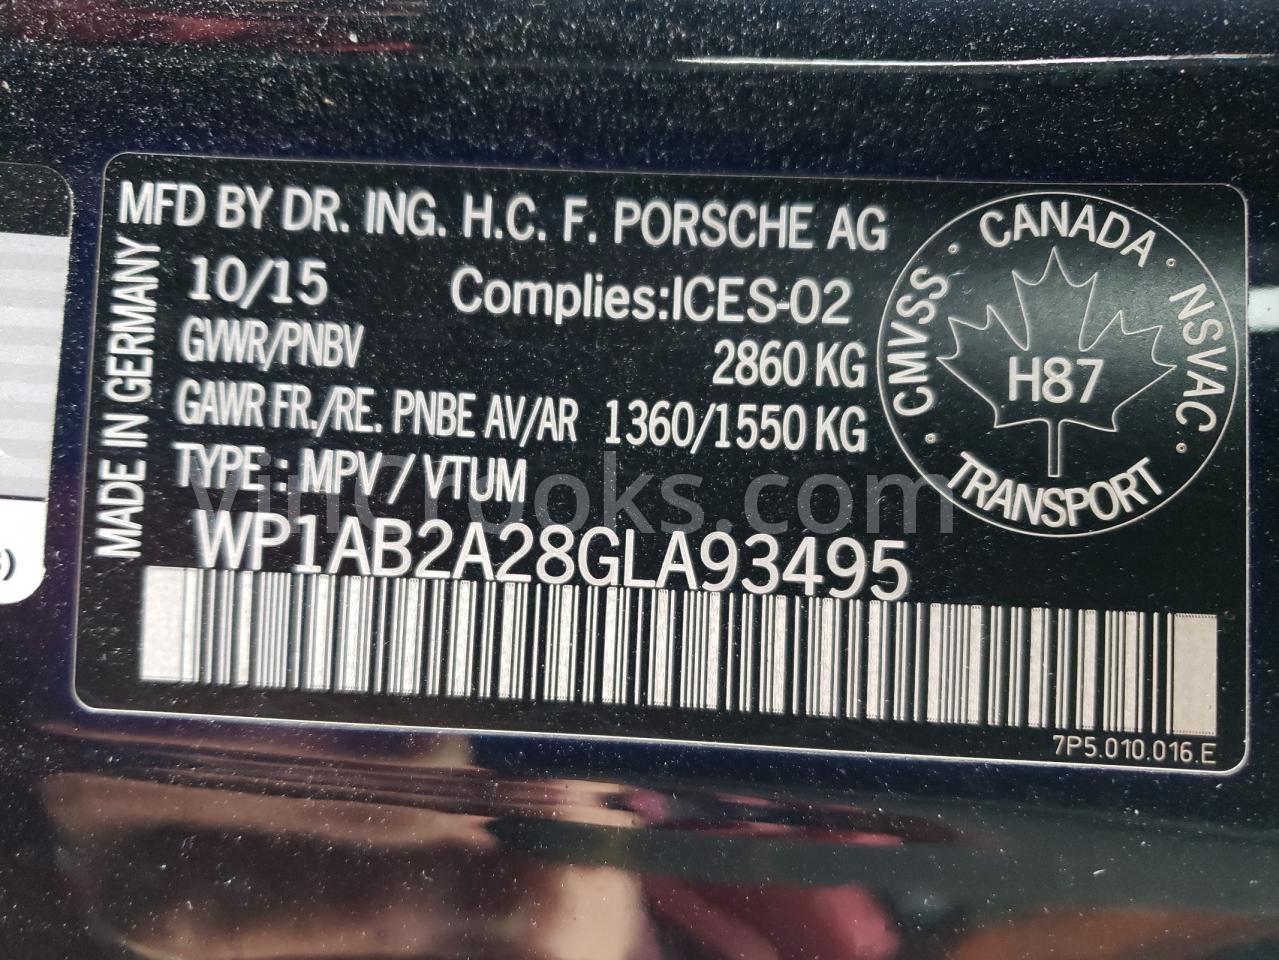 MFD BY DR. ING. H.C. F. PORSCHE AG
10/15 Complies:ICES-02
GWWR/PNBV 2860 KG
GAWR FR./RE. PNBE AV/AR 1360/1550 KG
TYPE : MPV / VTUM
WP1AB2A28GLA93495
7P5.010.016.E
MADE IN GERMANY
CANADA
CMVSS
NSVAC
H87
TRANSPORT
VinCrooks.com